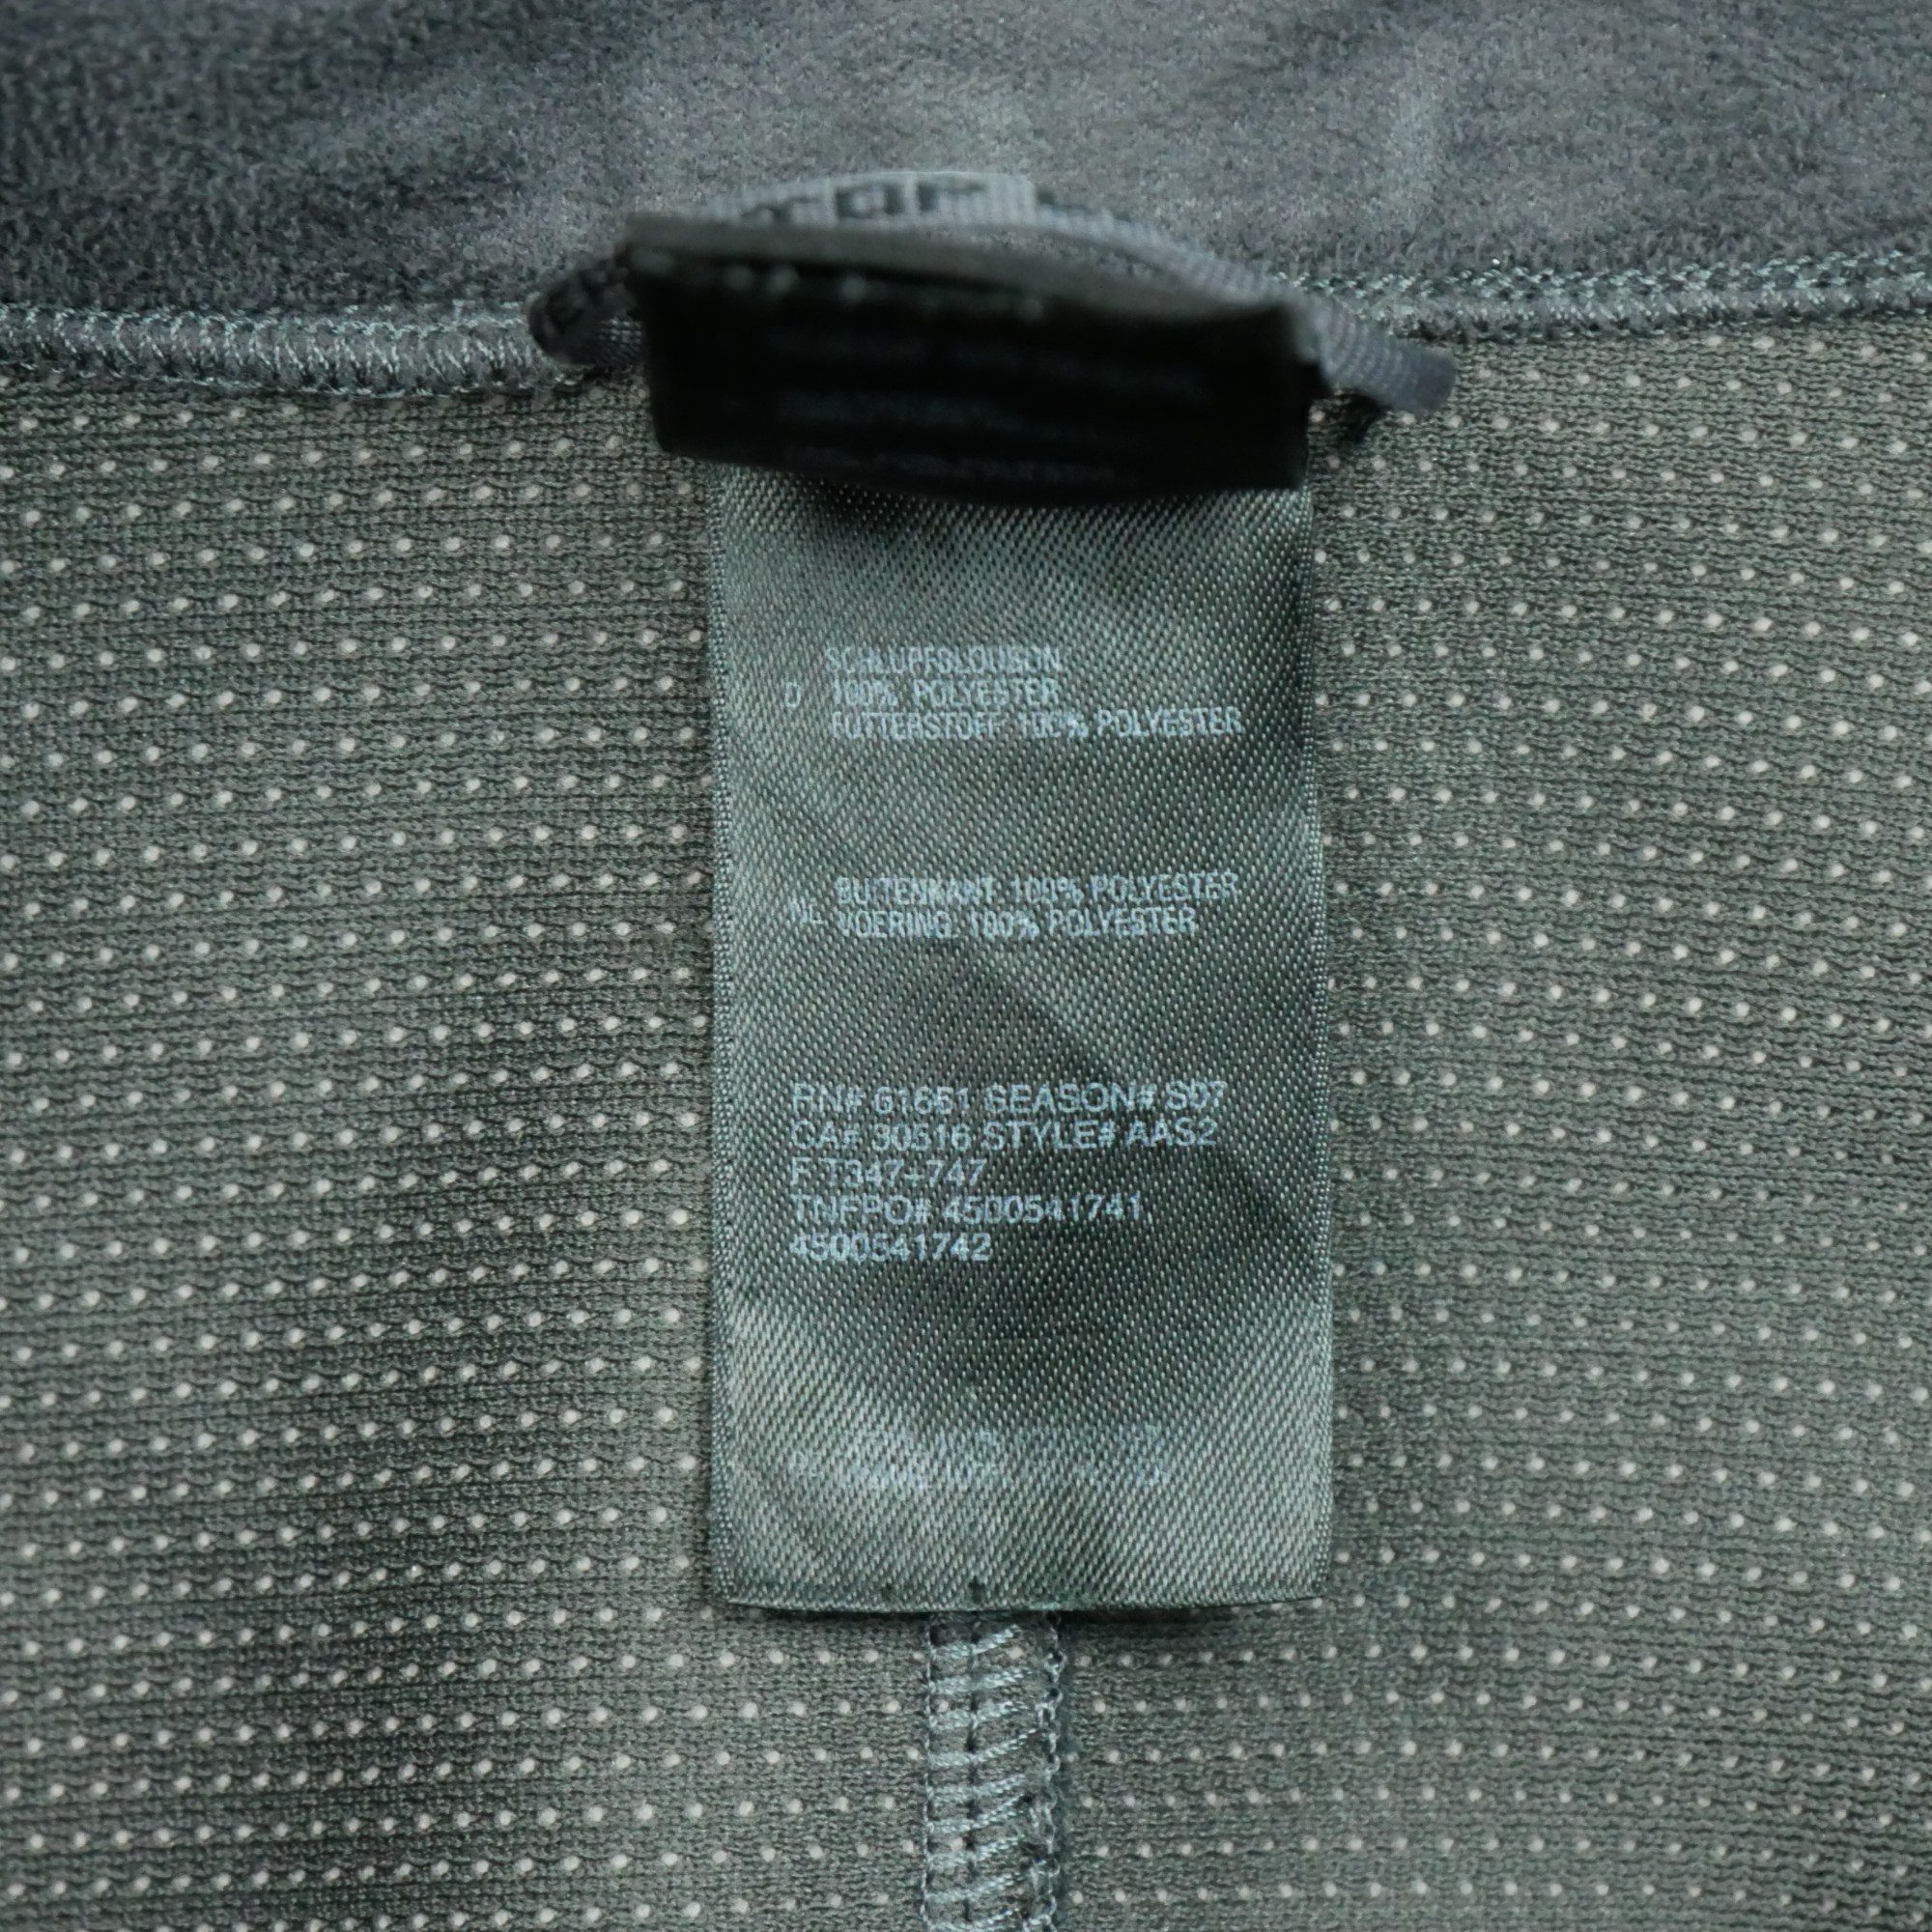 SCHLUPFBLOUSON
D 100% POLYESTER
FUTTERSTOFF 100% POLYESTER
NL BUITENKANT. 100% POLYESTER
VOERING. 100% POLYESTER
RN# 61661 SEASON# S07
CA# 30516 STYLE# AAS2
F T347-747
TNFPO# 4500541741,
4500541742